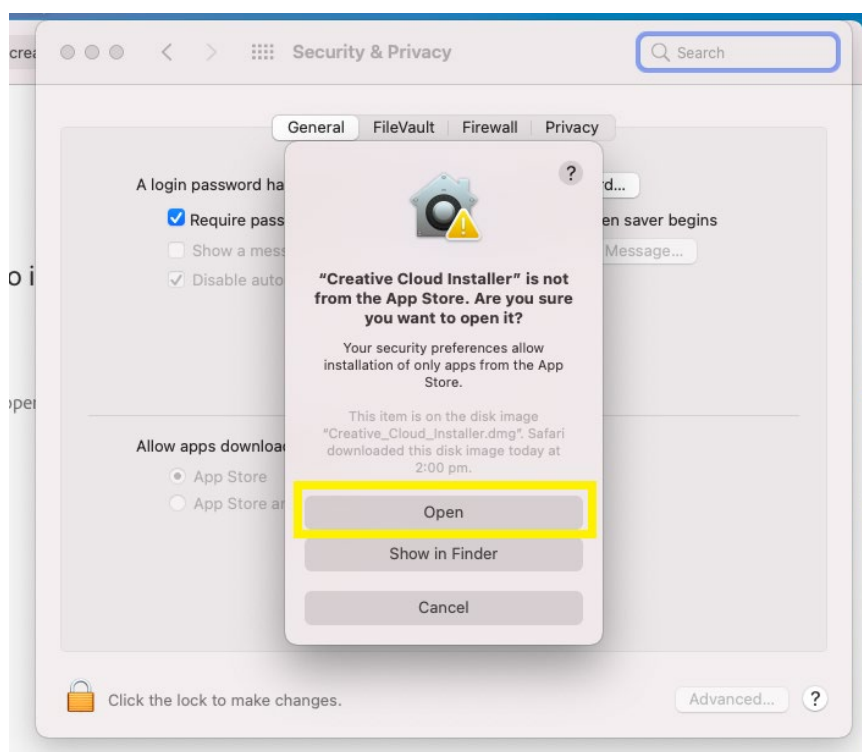 crea
Security & Privacy
Search
General FileVault Firewall Privacy
A login password ha
rd...
Require pass
en saver begins
Show a mess
Message...
Disable auto
o i
?
"Creative Cloud Installer" is not
from the App Store. Are you sure
you want to open it?
Your security preferences allow
installation of only apps from the App
Store.
This item is on the disk image
"Creative_Cloud_Installer.dmg". Safari
downloaded this disk image today at
2:00 pm.
oper
Allow apps downloa
App Store
App Store an
Open
Show in Finder
Cancel
Click the lock to make changes.
Advanced... ?